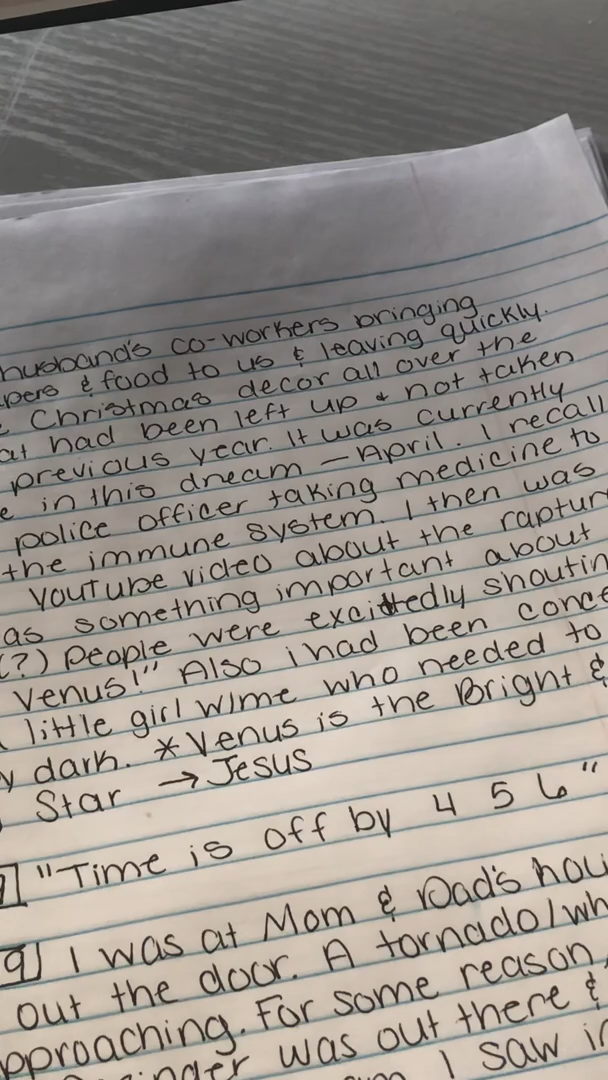 husband's co-workers bringing
pers & food to us & leaving quickly.
Christmas decor all over the
at had been left up & not taken
previous year. It was currently
e in this dream - April. I recall
police officer taking medicine to
the immune system. I then was
YouTube video about the raptur
as something important about
(?) People were excitedly shoutin
Venus!" Also i had been conce
little girl w/me who needed to
y dark. *Venus is the Bright &
Star → Jesus
"Time is off by 4 5 6"
9 I was at Mom & Dad's hou
out the door. A tornado/wh
pproaching. For some reason,
was out there &
I saw in